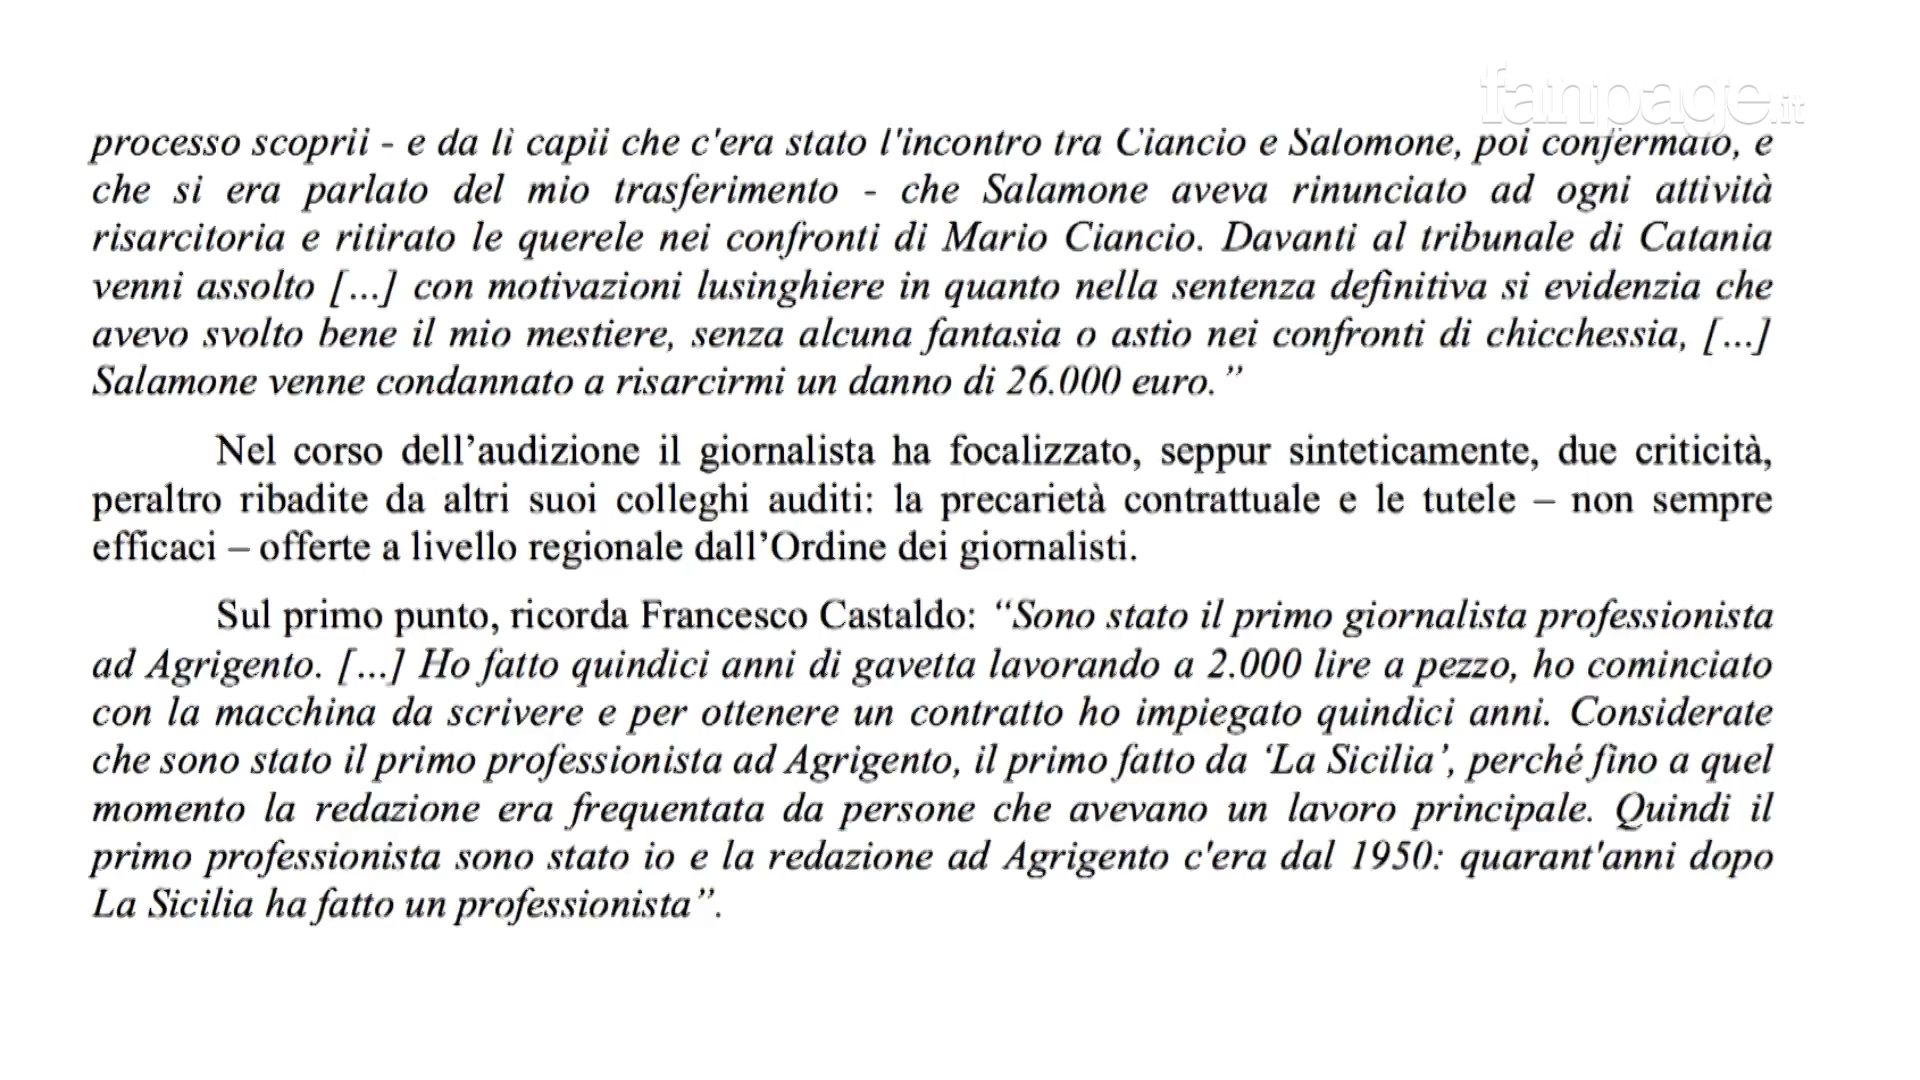 fanpage.it
processo scoprii - e da lì capii che c'era stato l'incontro tra Ciancio e Salomone, poi confermato, e
che si era parlato del mio trasferimento - che Salamone aveva rinunciato ad ogni attività
risarcitoria e ritirato le querele nei confronti di Mario Ciancio. Davanti al tribunale di Catania
venni assolto [...] con motivazioni lusinghiere in quanto nella sentenza definitiva si evidenzia che
avevo svolto bene il mio mestiere, senza alcuna fantasia o astio nei confronti di chicchessia, [...]
Salamone venne condannato a risarcirmi un danno di 26.000 euro.”
Nel corso dell’audizione il giornalista ha focalizzato, seppur sinteticamente, due criticità,
peraltro ribadite da altri suoi colleghi auditi: la precarietà contrattuale e le tutele – non sempre
efficaci – offerte a livello regionale dall’Ordine dei giornalisti.
Sul primo punto, ricorda Francesco Castaldo: “Sono stato il primo giornalista professionista
ad Agrigento. [...] Ho fatto quindici anni di gavetta lavorando a 2.000 lire a pezzo, ho cominciato
con la macchina da scrivere e per ottenere un contratto ho impiegato quindici anni. Considerate
che sono stato il primo professionista ad Agrigento, il primo fatto da ‘La Sicilia’, perché fino a quel
momento la redazione era frequentata da persone che avevano un lavoro principale. Quindi il
primo professionista sono stato io e la redazione ad Agrigento c'era dal 1950: quarant'anni dopo
La Sicilia ha fatto un professionista”.